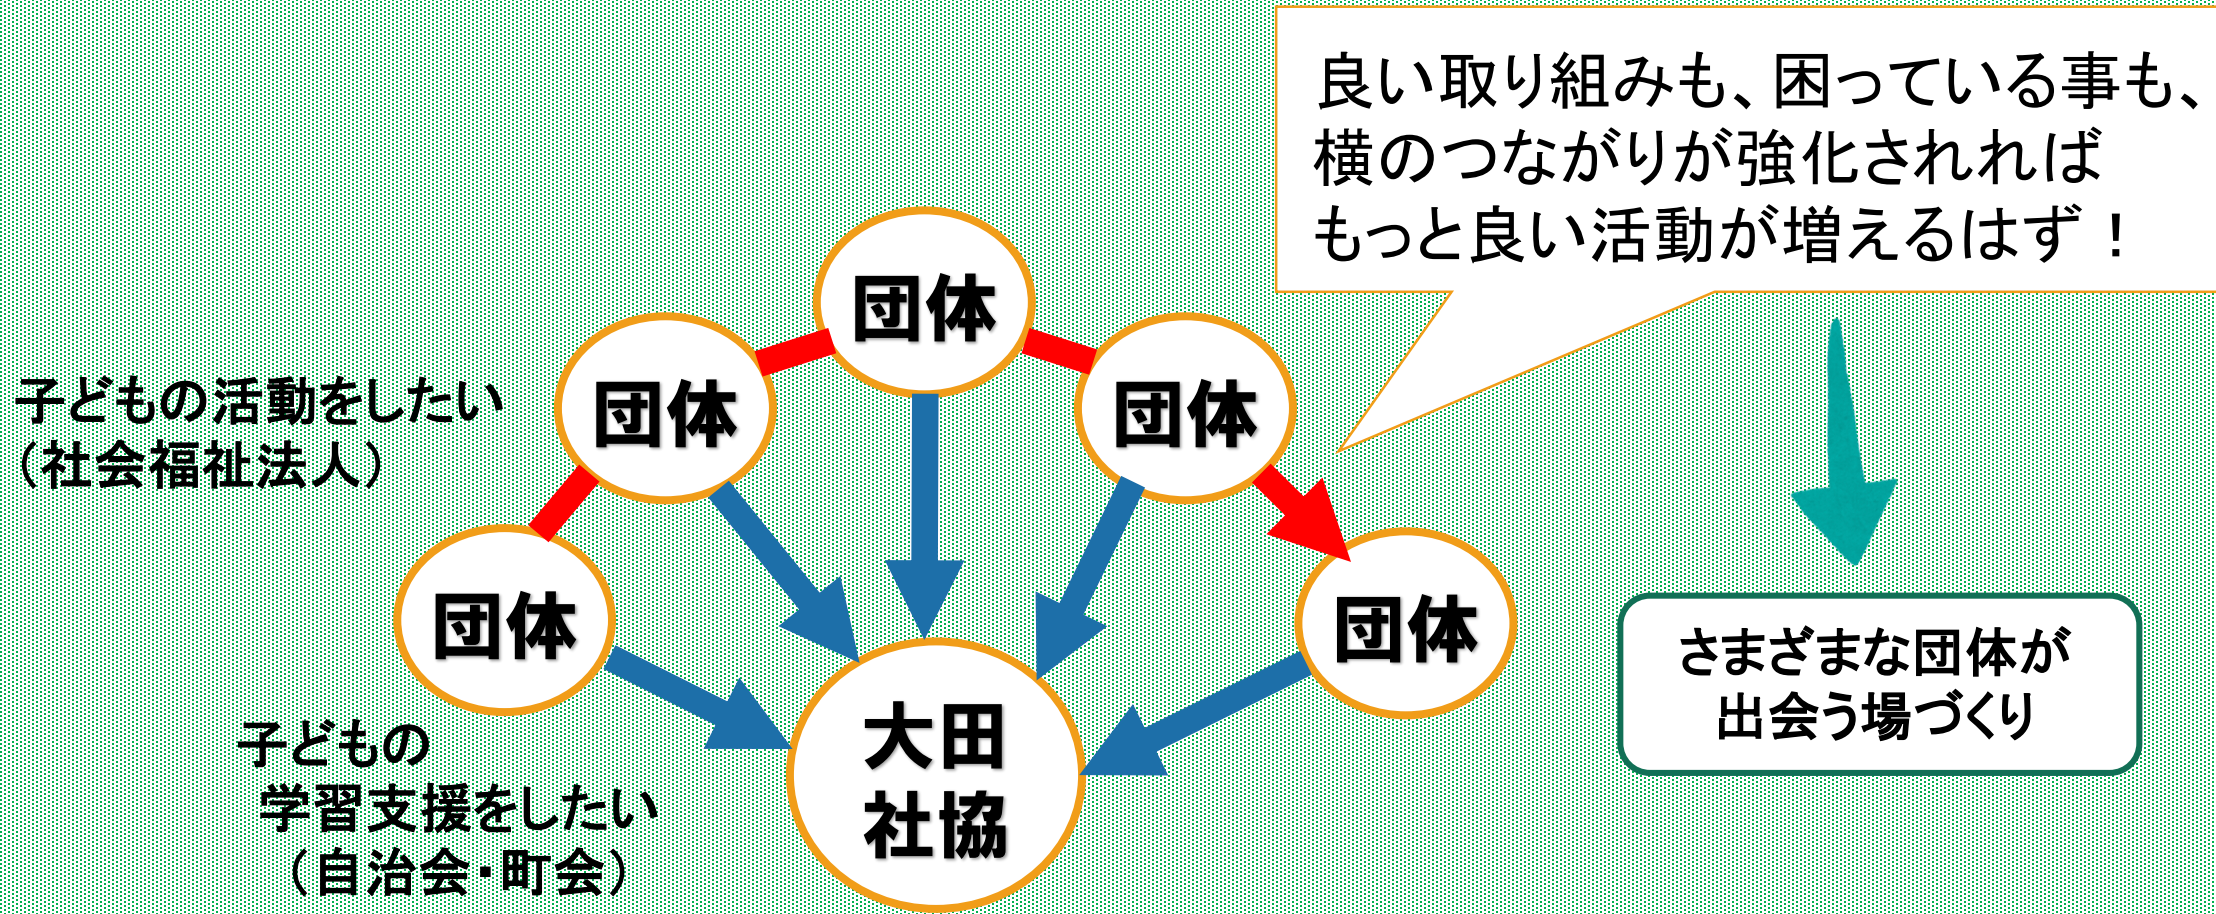 良い取り組みも、困っている事も、
横のつながりが強化されれば
もっと良い活動が増えるはず！
団体
団体
団体
子どもの活動をしたい
（社会福祉法人）
団体
団体
さまざまな団体が
出会う場づくり
大田
社協
子どもの
学習支援をしたい
（自治会・町会）